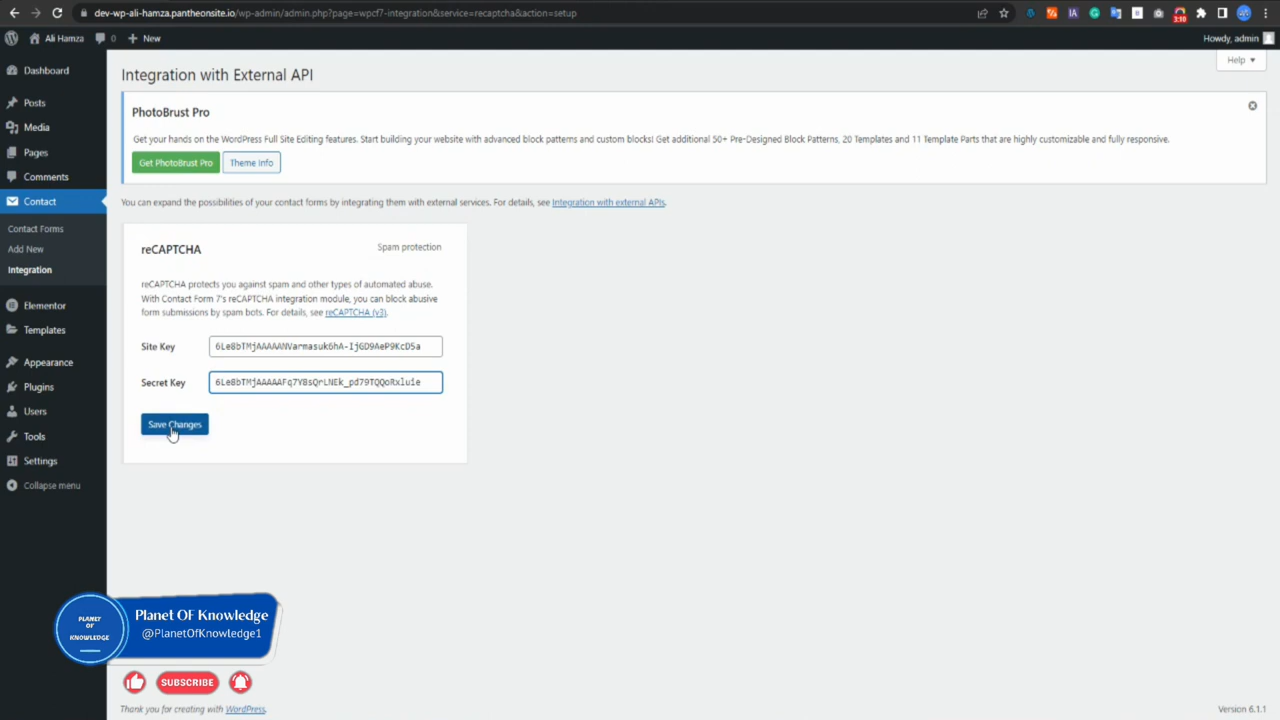 dev-wp-ali-hamza.pantheonsite.io/wp-admin/admin.php?page=wpcf7-integration&service=recaptcha&action=setup
IA
3:10
Ali Hamza 0 New
Howdy, admin
Help
Dashboard
Posts
Media
Pages
Comments
Contact
Contact Forms
Add New
Integration
Elementor
Templates
Appearance
Plugins
Users
Tools
Settings
Collapse menu
Integration with External API
PhotoBrust Pro
Get your hands on the WordPress Full Site Editing features. Start building your website with advanced block patterns and custom blocks! Get additional 50+ Pre-Designed Block Patterns, 20 Templates and 11 Template Parts that are highly customizable and fully responsive.
Get PhotoBrust Pro Theme Info
You can expand the possibilities of your contact forms by integrating them with external services. For details, see Integration with external APIs.
reCAPTCHA Spam protection
reCAPTCHA protects you against spam and other types of automated abuse.
With Contact Form 7's reCAPTCHA integration module, you can block abusive
form submissions by spam bots. For details, see reCAPTCHA (v3).
Site Key 6Le8bTMjAAAAANVarmasuk6hA-IjGD9AeP9KcD5a
Secret Key 6Le8bTMjAAAAAFq7Y8sQrLNEk_pd79TQQoRxlu1e
Save Changes
PLANET
OF
KNOWLEDGE
Planet OF Knowledge
@PlanetOfKnowledge1
SUBSCRIBE
Thank you for creating with WordPress.
Version 6.1.1